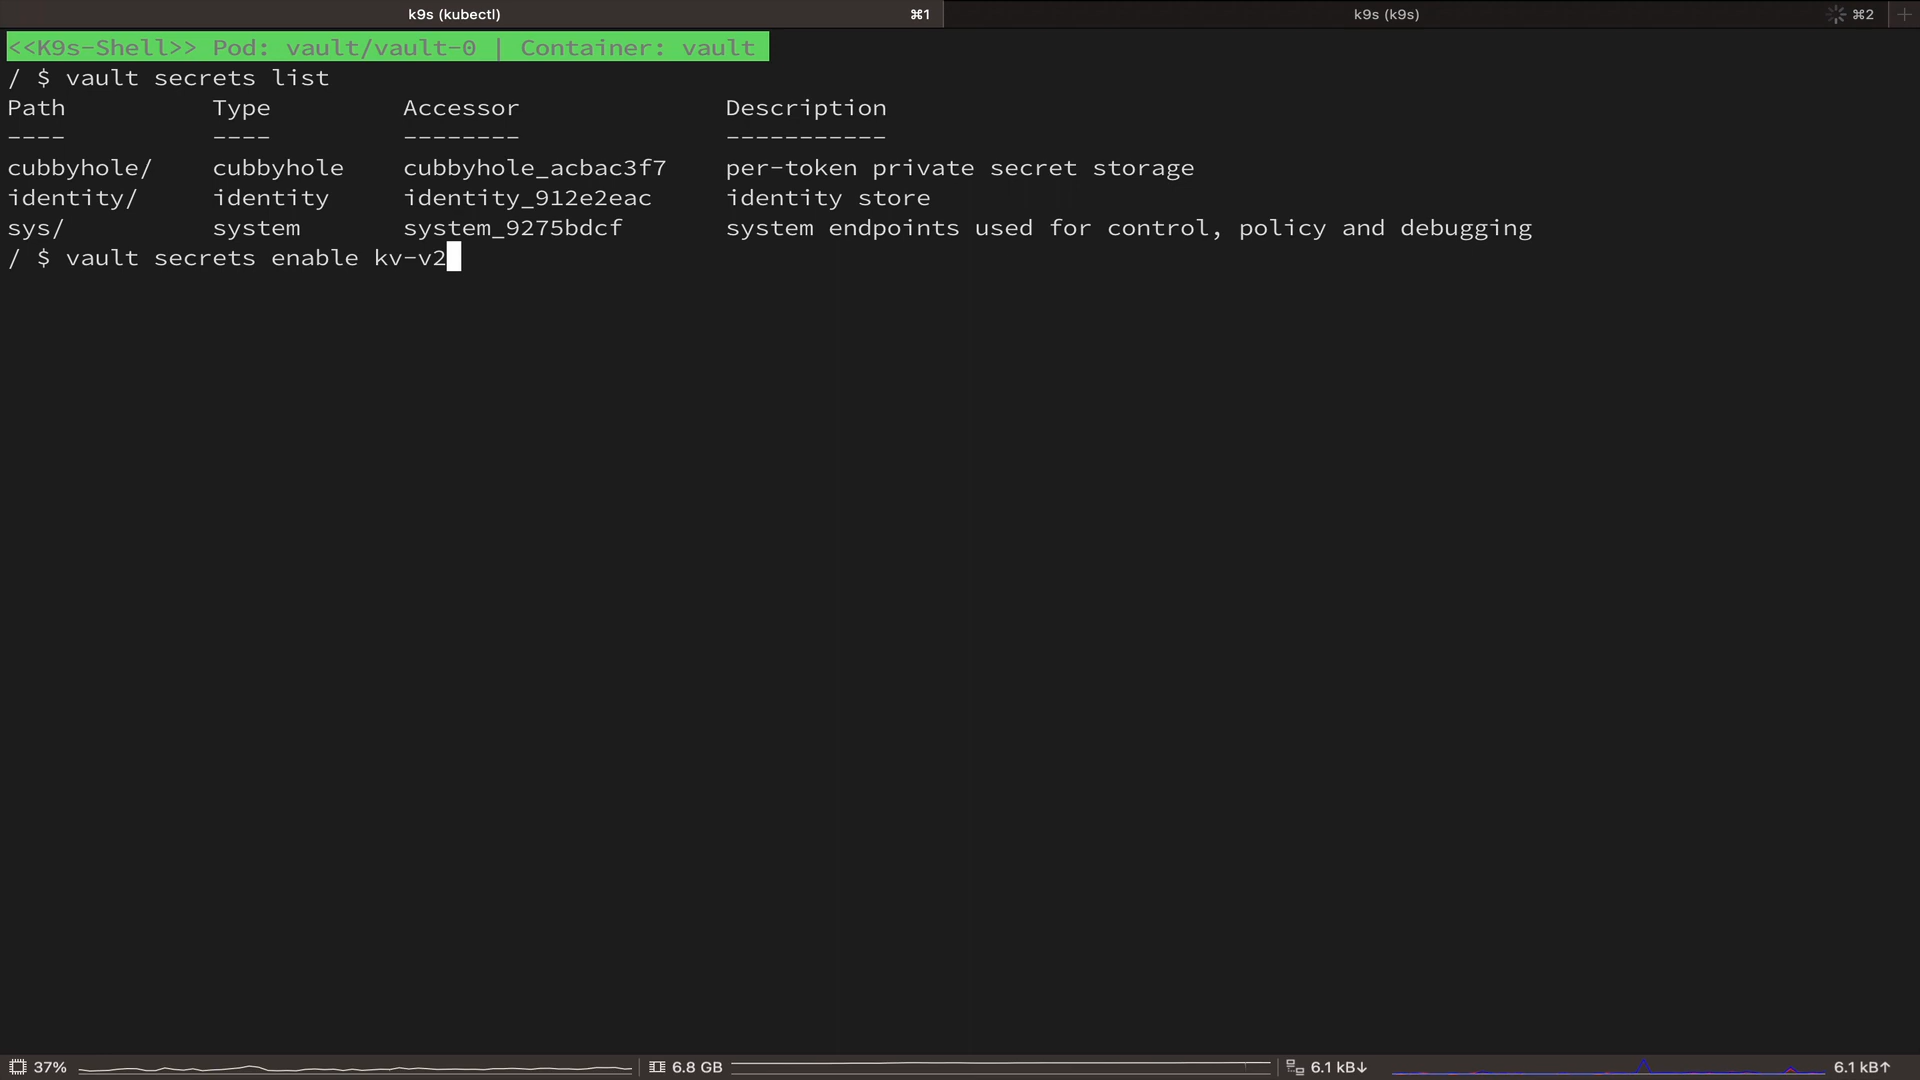 k9s (kubectl) ⌘1 k9s (k9s) ⌘2 +
<<K9s-Shell>> Pod: vault/vault-0 | Container: vault
/ $ vault secrets list
Path Type Accessor Description
---- ---- -------- -----------
cubbyhole/ cubbyhole cubbyhole_acbac3f7 per-token private secret storage
identity/ identity identity_912e2eac identity store
sys/ system system_9275bdcf system endpoints used for control, policy and debugging
/ $ vault secrets enable kv-v2
37% 6.8 GB 6.1 kB↓ 6.1 kB↑